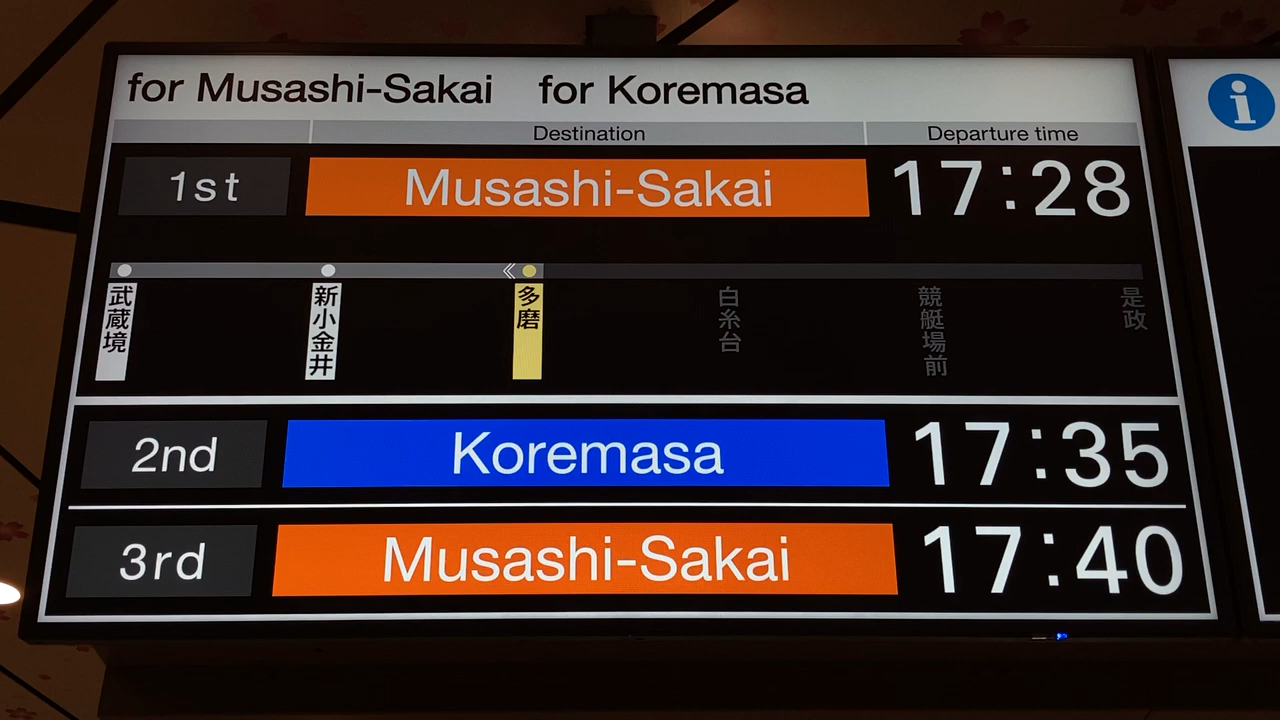 for Musashi-Sakai for Koremasa
Destination Departure time
1st Musashi-Sakai 17:28
武蔵境 新小金井 多磨 白糸台 競艇場前 是政
2nd Koremasa 17:35
3rd Musashi-Sakai 17:40